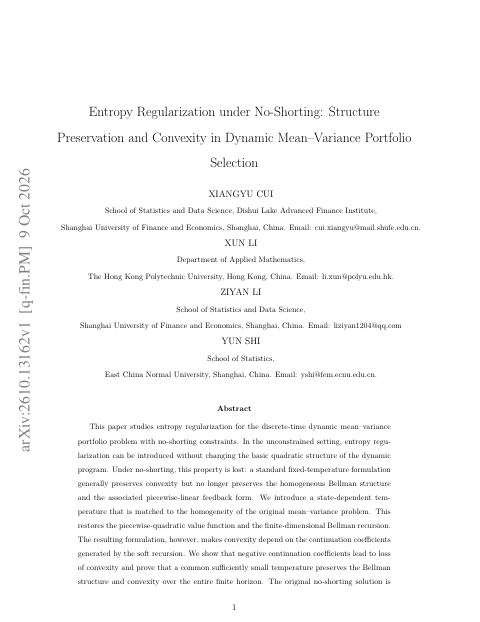 Entropy Regularization under No-Shorting: Structure
Preservation and Convexity in Dynamic Mean–Variance Portfolio
Selection
XIANGYU CUI
School of Statistics and Data Science, Dishui Lake Advanced Finance Institute,
Shanghai University of Finance and Economics, Shanghai, China. Email: cui.xiangyu@mail.shufe.edu.cn.
XUN LI
Department of Applied Mathematics,
The Hong Kong Polytechnic University, Hong Kong, China. Email: li.xun@polyu.edu.hk.
ZIYAN LI
School of Statistics and Data Science,
Shanghai University of Finance and Economics, Shanghai, China. Email: liziyan1204@qq.com
YUN SHI
School of Statistics,
East China Normal University, Shanghai, China. Email: yshi@fem.ecnu.edu.cn.
Abstract
This paper studies entropy regularization for the discrete-time dynamic mean–variance
portfolio problem with no-shorting constraints. In the unconstrained setting, entropy regu-
larization can be introduced without changing the basic quadratic structure of the dynamic
program. Under no-shorting, this property is lost: a standard fixed-temperature formulation
generally preserves convexity but no longer preserves the homogeneous Bellman structure
and the associated piecewise-linear feedback form. We introduce a state-dependent tem-
perature that is matched to the homogeneity of the original mean–variance problem. This
restores the piecewise-quadratic value function and the finite-dimensional Bellman recursion.
The resulting formulation, however, makes convexity depend on the continuation coefficients
generated by the soft recursion. We show that negative continuation coefficients lead to loss
of convexity and prove that a common sufficiently small temperature preserves the Bellman
structure and convexity over the entire finite horizon. The original no-shorting solution is
1
arXiv:2610.13162v1 [q-fin.PM] 9 Oct 2026